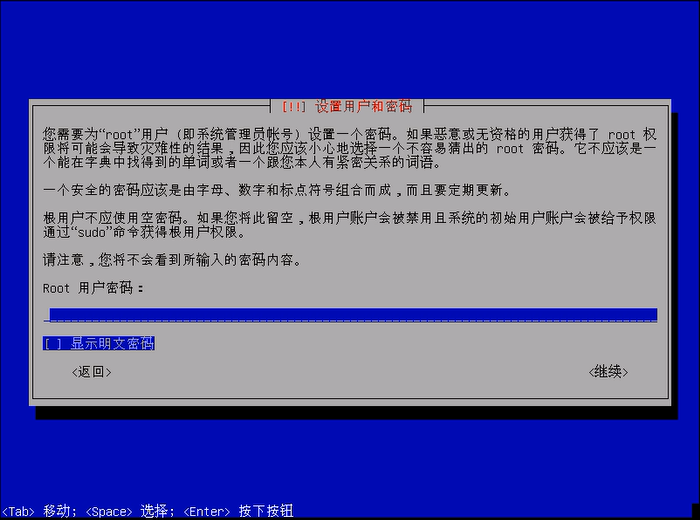 [!!] 设置用户和密码
您需要为“root”用户 (即系统管理员帐号) 设置一个密码。如果恶意或无资格的用户获得了 root 权
限将可能会导致灾难性的结果，因此您应该小心地选择一个不容易猜出的 root 密码。它不应该是一
个能在字典中找得到的单词或者一个跟您本人有紧密关系的词语。
一个安全的密码应该是由字母、数字和标点符号组合而成，而且要定期更新。
根用户不应使用空密码。如果您将此留空，根用户账户会被禁用且系统的初始用户账户会被给予权限
通过“sudo”命令获得根用户权限。
请注意，您将不会看到所输入的密码内容。
Root 用户密码：
[ ] 显示明文密码
<返回> <继续>
<Tab> 移动; <Space> 选择; <Enter> 按下按钮